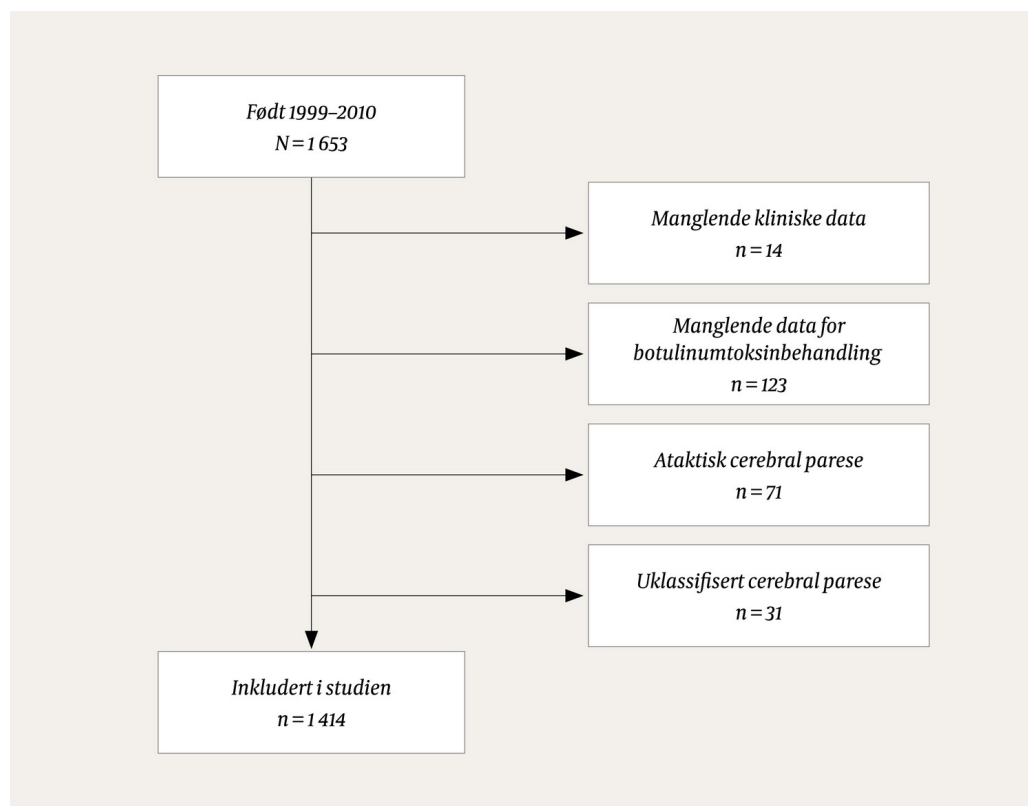 Født 1999–2010
N = 1 653
Manglende kliniske data
n = 14
Manglende data for
botulinumtoksinbehandling
n = 123
Ataktisk cerebral parese
n = 71
Uklassifisert cerebral parese
n = 31
Inkludert i studien
n = 1 414